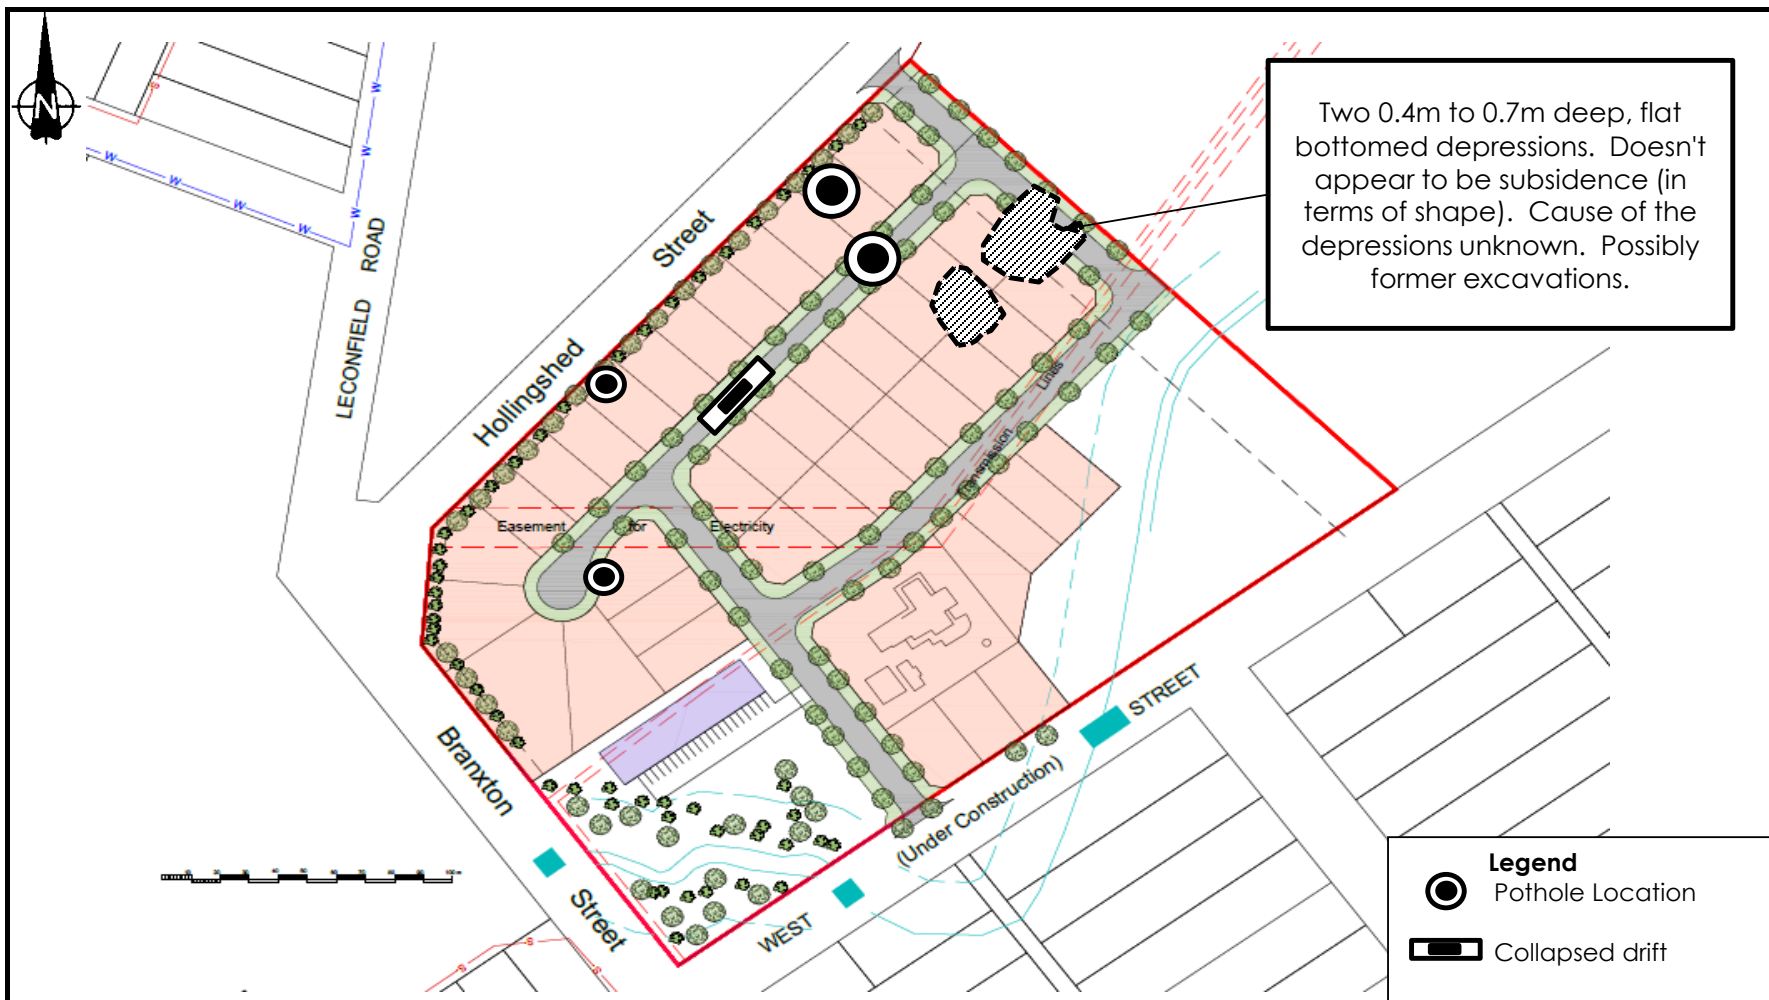 N
S
W
W
W
W
W
W
W
LECONFIELD ROAD
Hollingshed Street
Two 0.4m to 0.7m deep, flat
bottomed depressions. Doesn't
appear to be subsidence (in
terms of shape). Cause of the
depressions unknown. Possibly
former excavations.
Transmission Lines
Easement for Electricity
Branxton Street
WEST STREET
(Under Construction)
S
S
S
Legend
Pothole Location
Collapsed drift